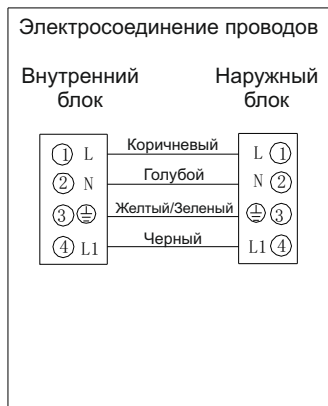 Электросоединение проводов
Внутренний блок
Наружный блок
① L Коричневый L ①
② N Голубой N ②
③ ⏚ Желтый/Зеленый ⏚ ③
④ L1 Черный L1 ④